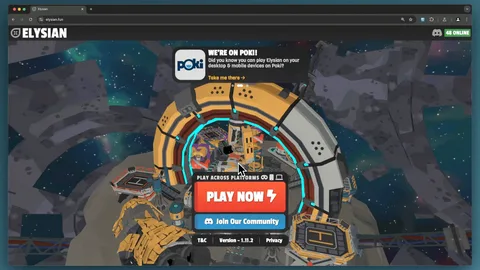 Elysian
elysian.fun
ELYSIAN
48 ONLINE
WE'RE ON POKI!
Did you know you can play Elysian on your
desktop & mobile devices on Poki?
Take me there →
poki
PLAY ACROSS PLATFORMS
PLAY NOW
Join Our Community
T&C
Version - 1.11.2
Privacy
H